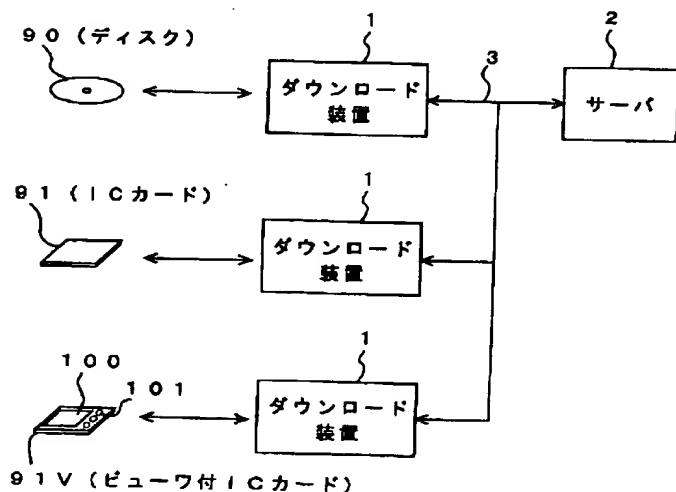 90(ディスク)
1
ダウンロード
装置
3
2
サーバ
91(ICカード)
1
ダウンロード
装置
100
101
1
ダウンロード
装置
91V(ビューワ付ICカード)